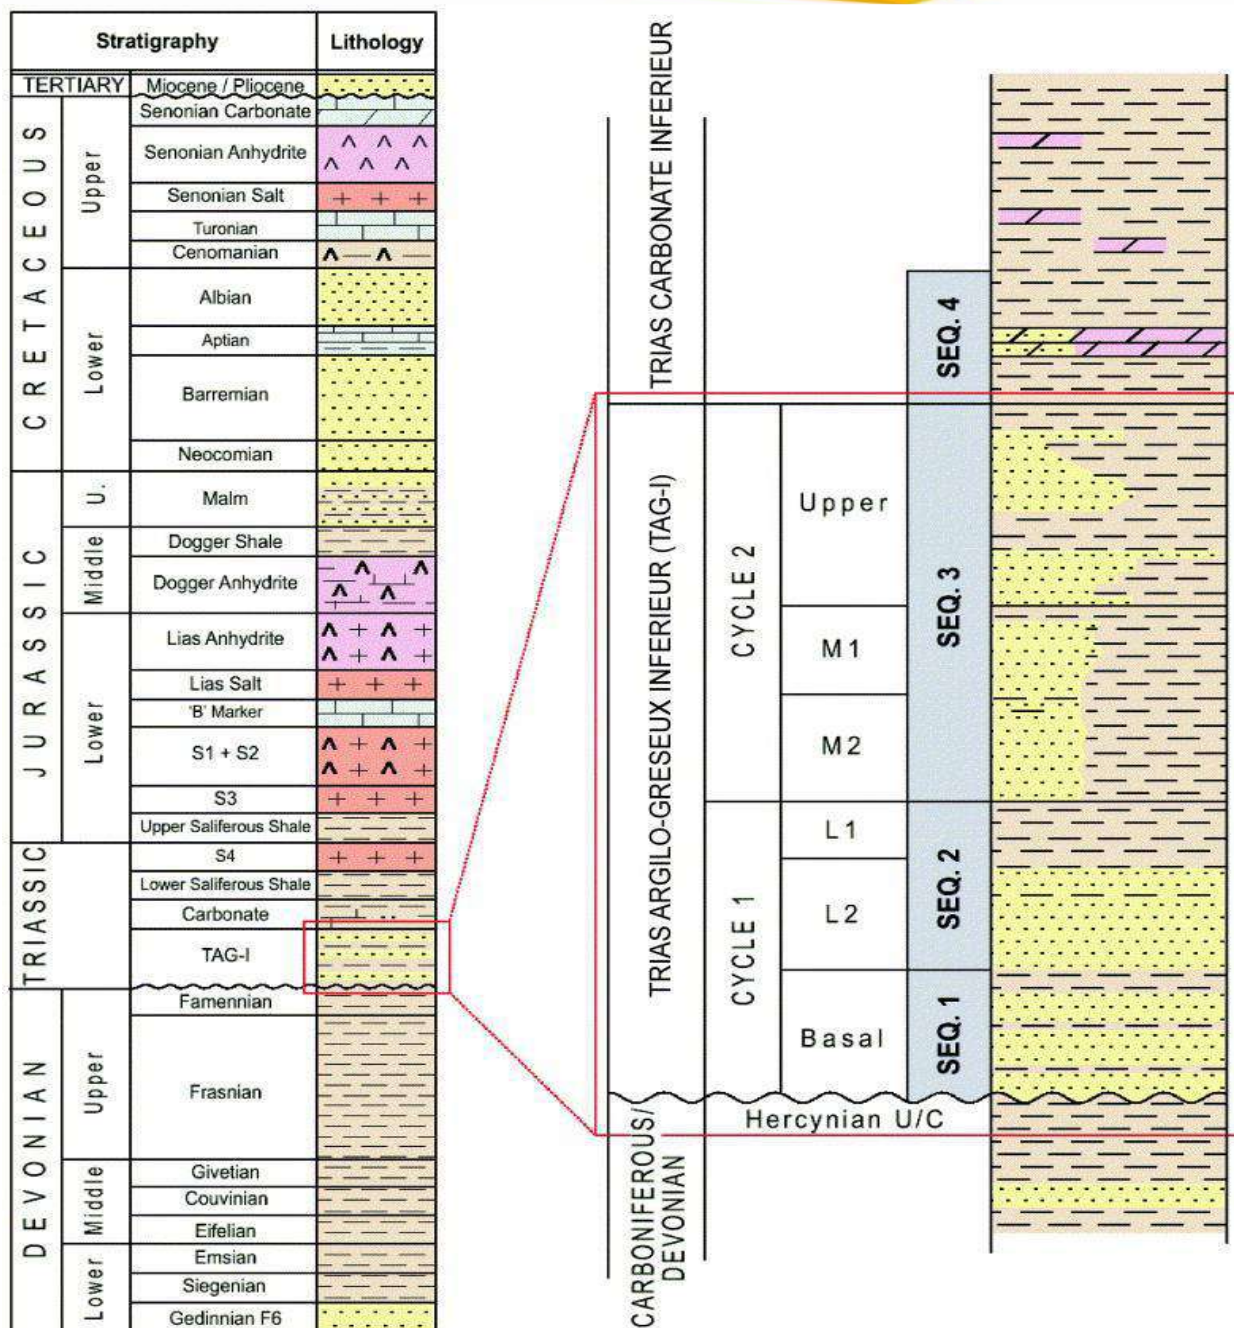 Stratigraphy
Lithology
TERTIARY
Miocene / Pliocene
CRETACEOUS
Upper
Senonian Carbonate
Senonian Anhydrite
Senonian Salt
Turonian
Cenomanian
Lower
Albian
Aptian
Barremian
Neocomian
JURASSIC
U.
Malm
Middle
Dogger Shale
Dogger Anhydrite
Lower
Lias Anhydrite
Lias Salt
'B' Marker
S1 + S2
S3
Upper Saliferous Shale
TRIASSIC
S4
Lower Saliferous Shale
Carbonate
TAG-I
DEVONIAN
Upper
Famennian
Frasnian
Middle
Givetian
Couvinian
Eifelian
Lower
Emsian
Siegenian
Gedinnian F6
TRIAS CARBONATE INFERIEUR
TRIAS ARGILO-GRESEUX INFERIEUR (TAG-I)
CARBONIFEROUS/
DEVONIAN
CYCLE 2
CYCLE 1
Upper
M1
M2
L1
L2
Basal
Hercynian U/C
SEQ. 4
SEQ. 3
SEQ. 2
SEQ. 1